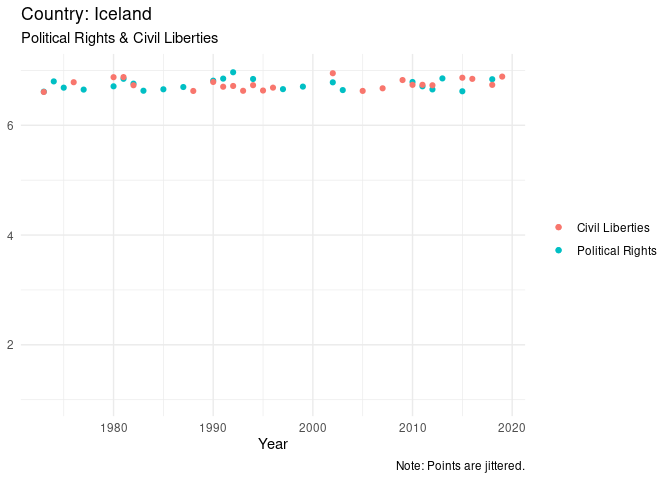 Country: Iceland
Political Rights & Civil Liberties
6
4
2
1980 1990 2000 2010 2020
Year
Civil Liberties
Political Rights
Note: Points are jittered.